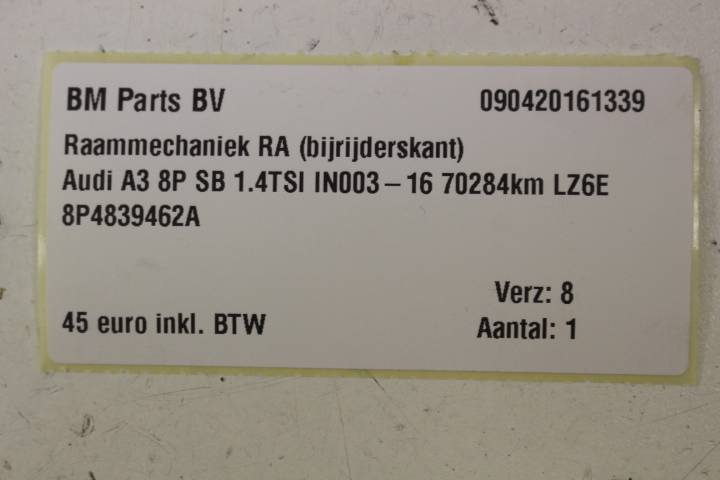 BM Parts BV 090420161339
Raammechaniek RA (bijrijderskant)
Audi A3 8P SB 1.4TSI IN003 – 16 70284km LZ6E
8P4839462A
Verz: 8
45 euro inkl. BTW Aantal: 1